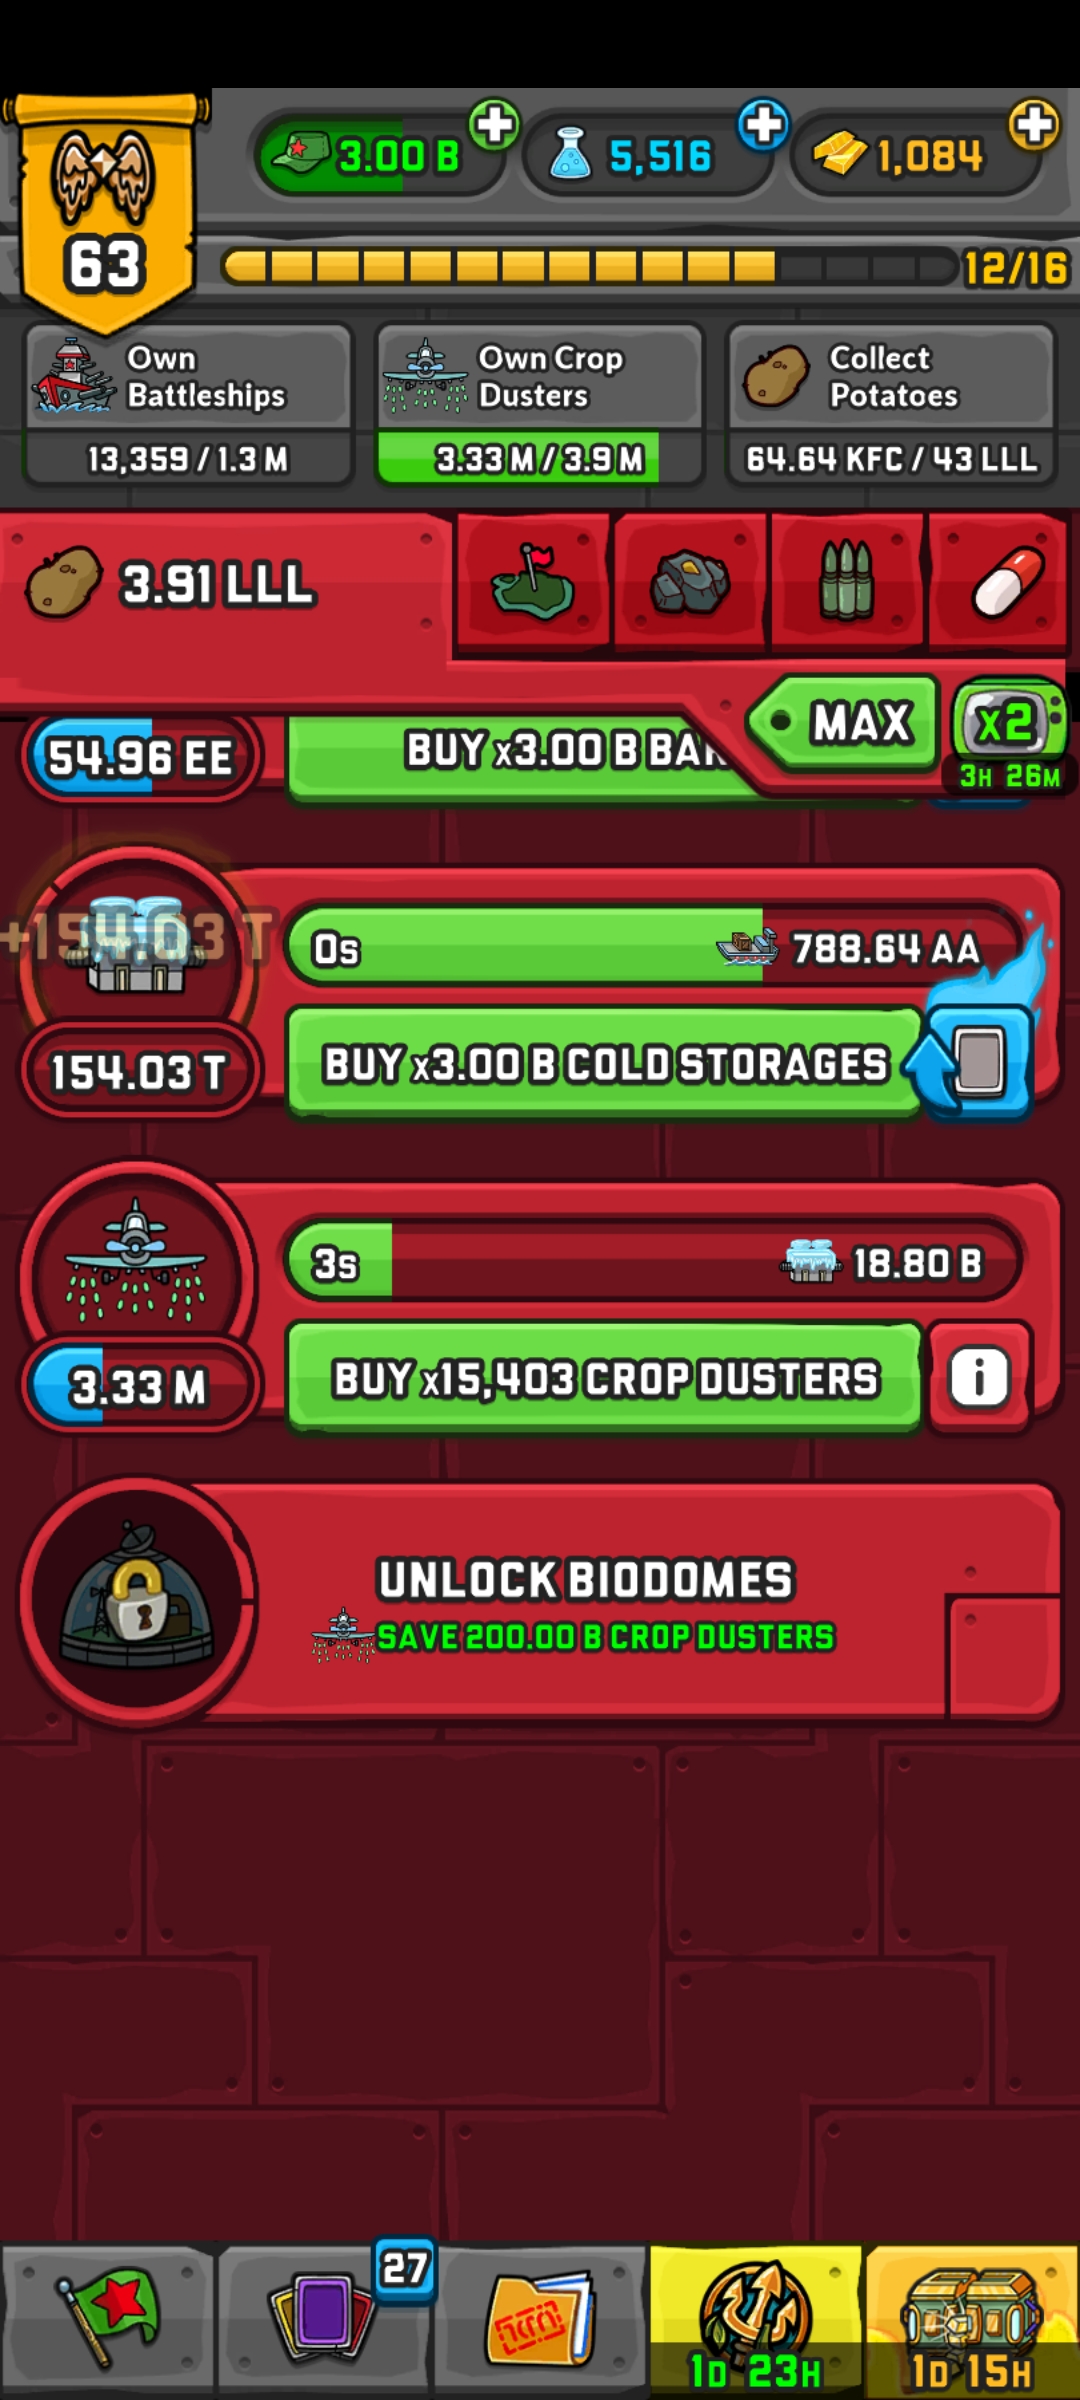 63
3.00 B
5,516
1,084
12/16
Own
Battleships
13,359 / 1.3 M
Own Crop
Dusters
3.33 M / 3.9 M
Collect
Potatoes
64.64 KFC / 43 LLL
3.91 LLL
MAX
x2
3H 26M
54.96 EE
BUY x3.00 B
+154.03 T
0s
788.64 AA
154.03 T
BUY x3.00 B COLD STORAGES
3s
18.80 B
3.33 M
BUY x15,403 CROP DUSTERS
i
UNLOCK BIODOMES
SAVE 200.00 B CROP DUSTERS
27
1D 23H
1D 15H